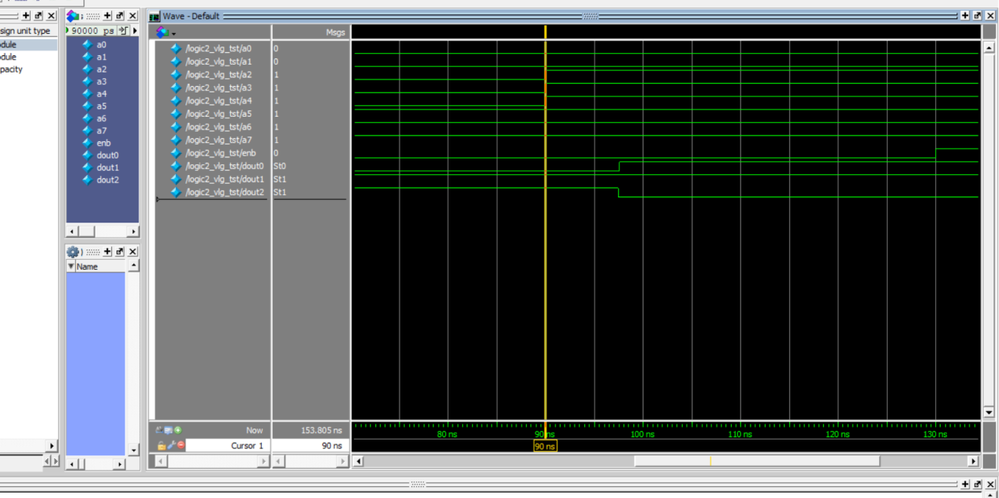 sign unit type
dule
dule
pacity
90000 ps
a0
a1
a2
a3
a4
a5
a6
a7
enb
dout0
dout1
dout2
Name
Wave - Default
Msgs
/logic2_vlg_tst/a0 0
/logic2_vlg_tst/a1 0
/logic2_vlg_tst/a2 1
/logic2_vlg_tst/a3 1
/logic2_vlg_tst/a4 1
/logic2_vlg_tst/a5 1
/logic2_vlg_tst/a6 1
/logic2_vlg_tst/a7 1
/logic2_vlg_tst/enb 0
/logic2_vlg_tst/dout0 St0
/logic2_vlg_tst/dout1 St1
/logic2_vlg_tst/dout2 St1
Now 153.805 ns
80 ns 90 ns 100 ns 110 ns 120 ns 130 ns
Cursor 1 90 ns
90 ns